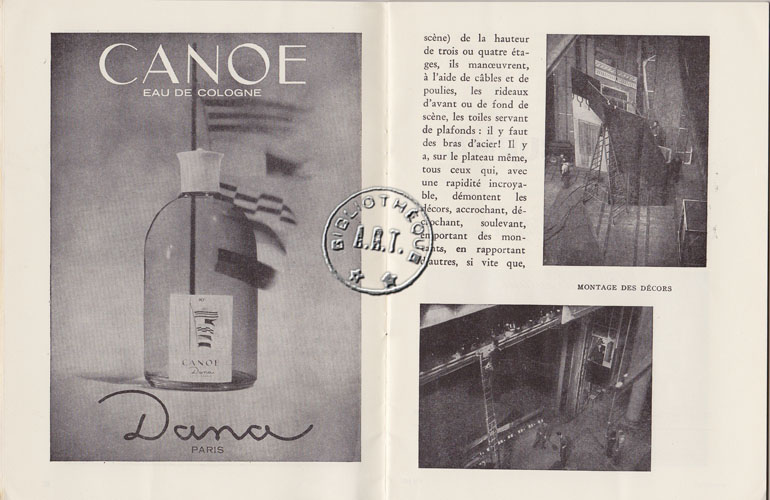 CANOE
EAU DE COLOGNE
CANOE
Dana
Dana
PARIS
scène) de la hauteur
de trois ou quatre éta-
ges, ils manœuvrent,
à l'aide de câbles et de
poulies, les rideaux
d'avant ou de fond de
scène, les toiles servant
de plafonds : il y faut
des bras d'acier! Il y
a, sur le plateau même,
tous ceux qui, avec
une rapidité incroya-
ble, démontent les
décors, accrochant, dé-
crochant, soulevant,
emportant des mon-
tants, en rapportant
d'autres, si vite que,
BIBLIOTHÈQUE
A.R.T.
MONTAGE DES DÉCORS